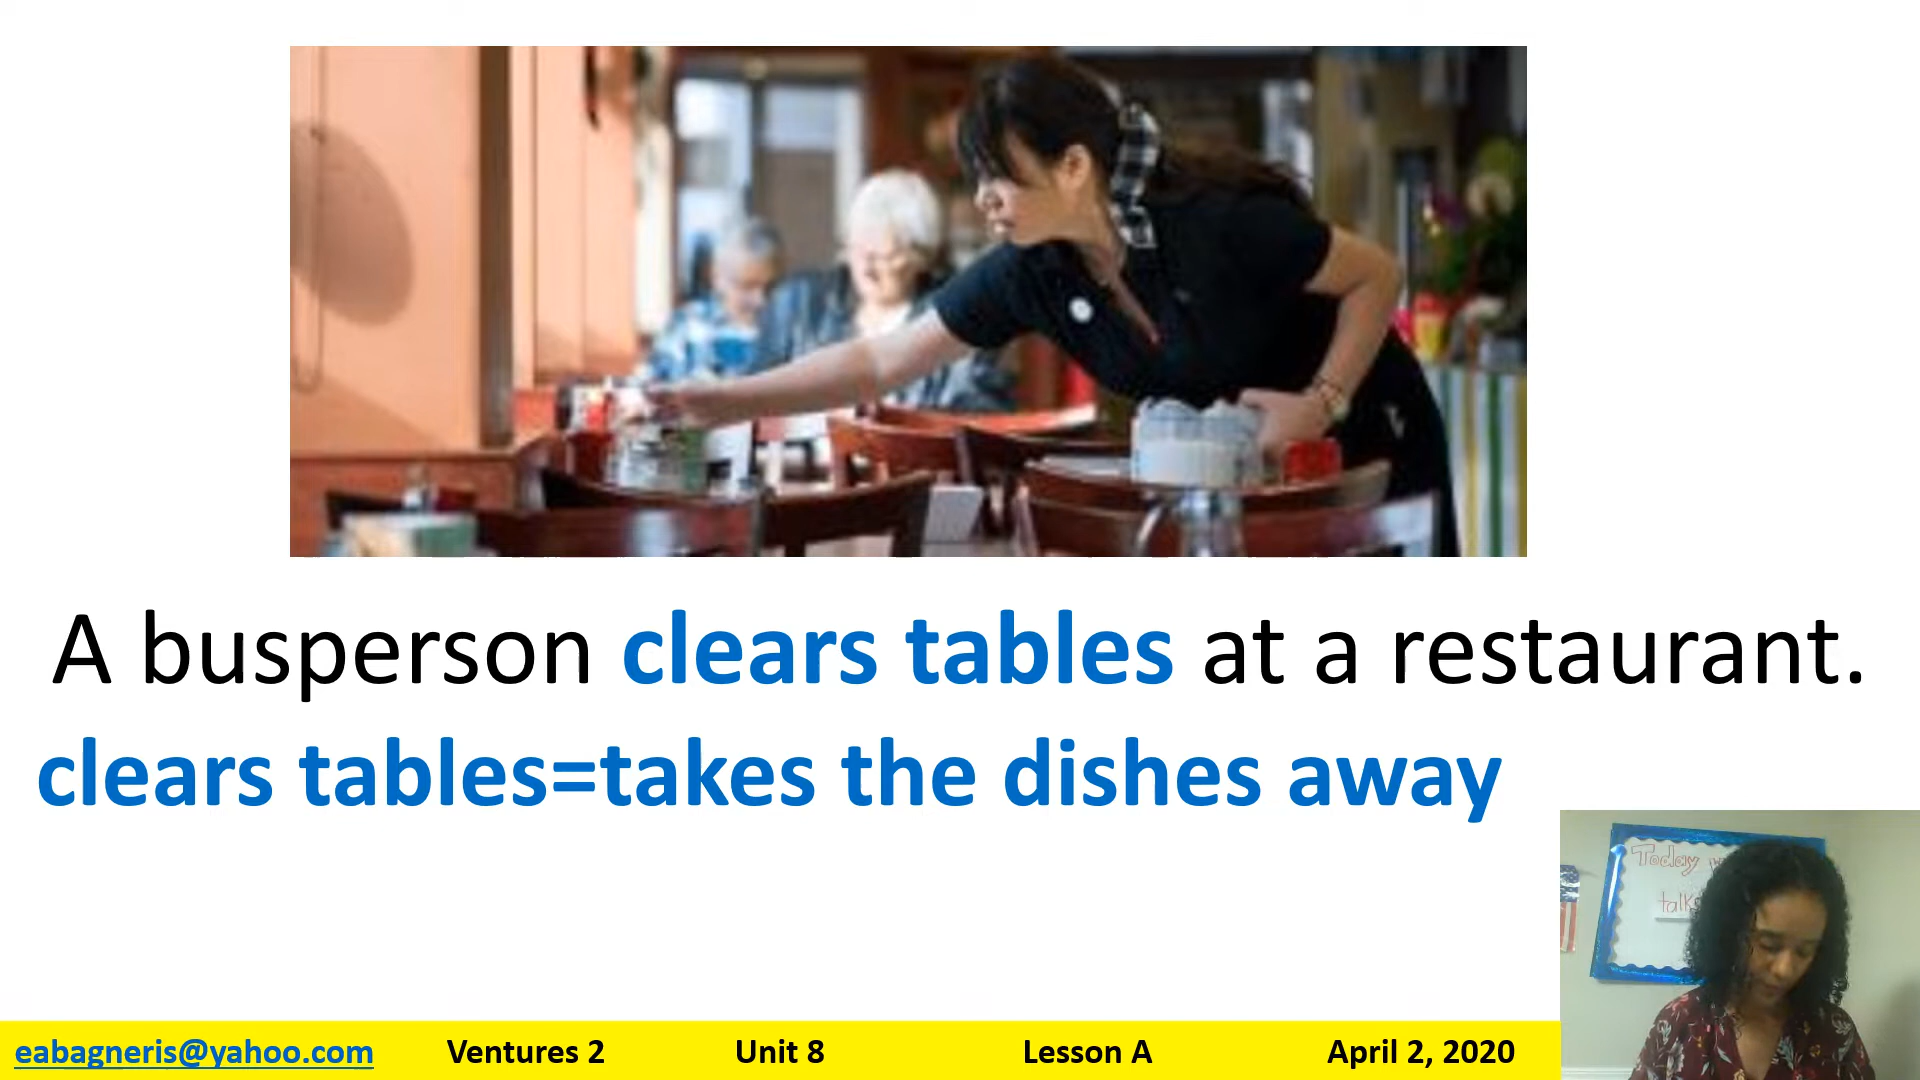 A busperson clears tables at a restaurant.
clears tables=takes the dishes away
Today
talk
eabagneris@yahoo.com Ventures 2 Unit 8 Lesson A April 2, 2020